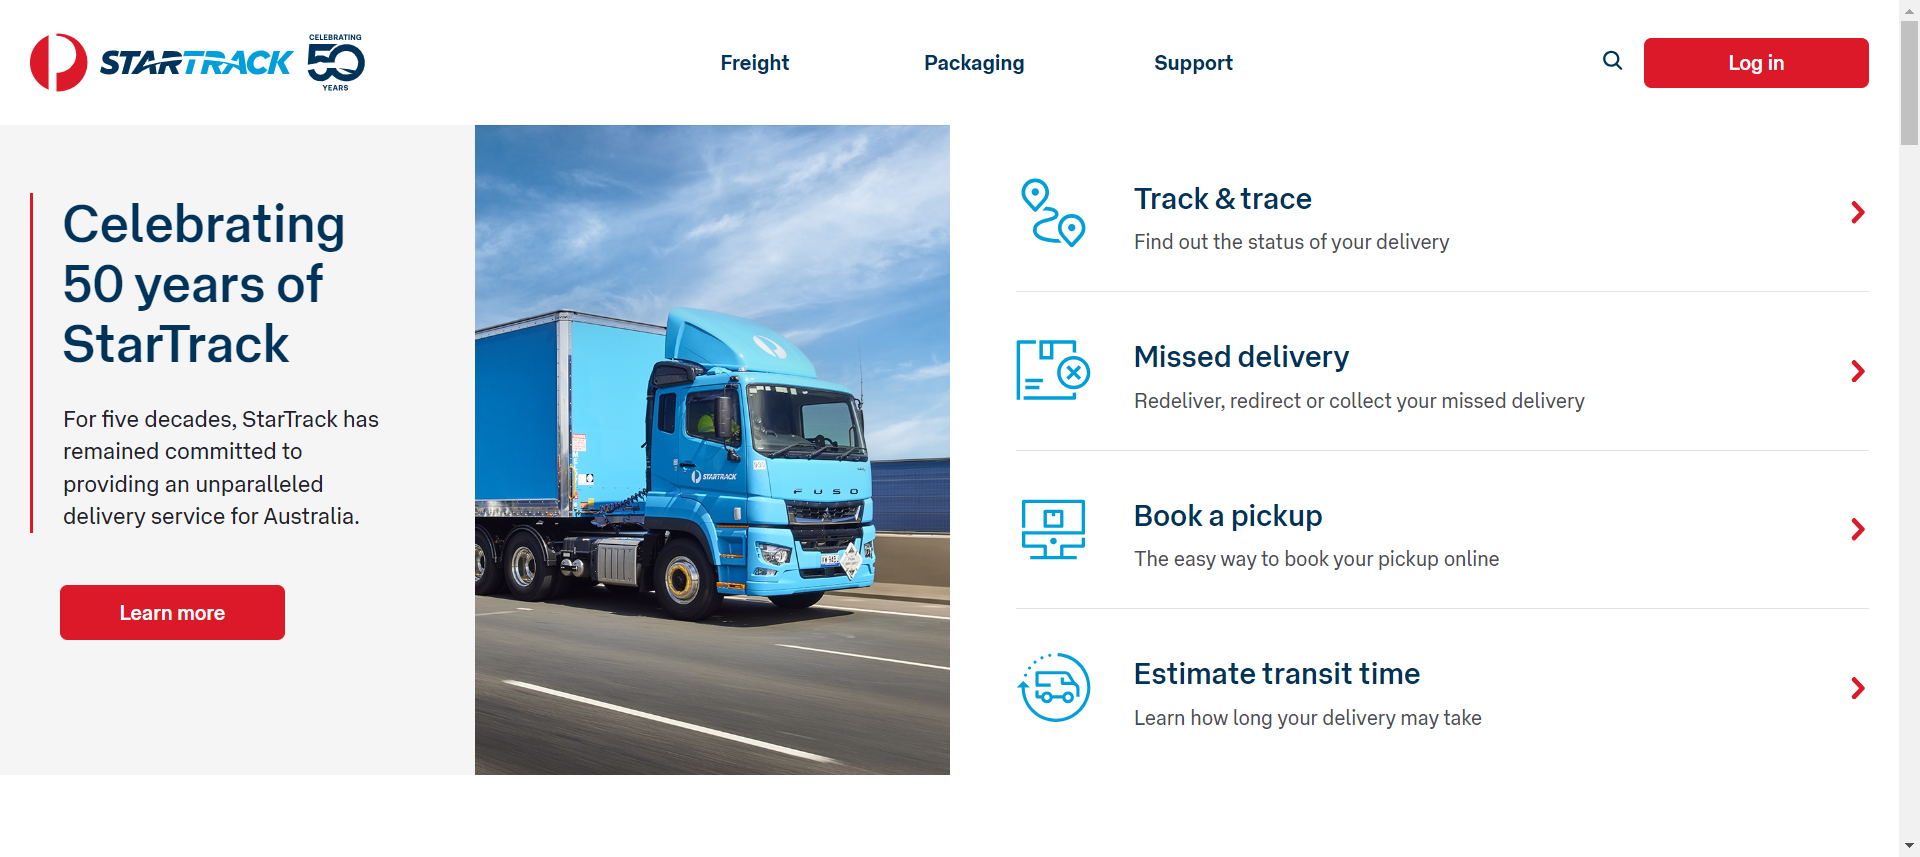 STARTRACK
CELEBRATING
50
YEARS
Freight
Packaging
Support
Log in
Celebrating
50 years of
StarTrack
For five decades, StarTrack has
remained committed to
providing an unparalleled
delivery service for Australia.
Learn more
STARTRACK
FUSO
Track & trace
Find out the status of your delivery
Missed delivery
Redeliver, redirect or collect your missed delivery
Book a pickup
The easy way to book your pickup online
Estimate transit time
Learn how long your delivery may take